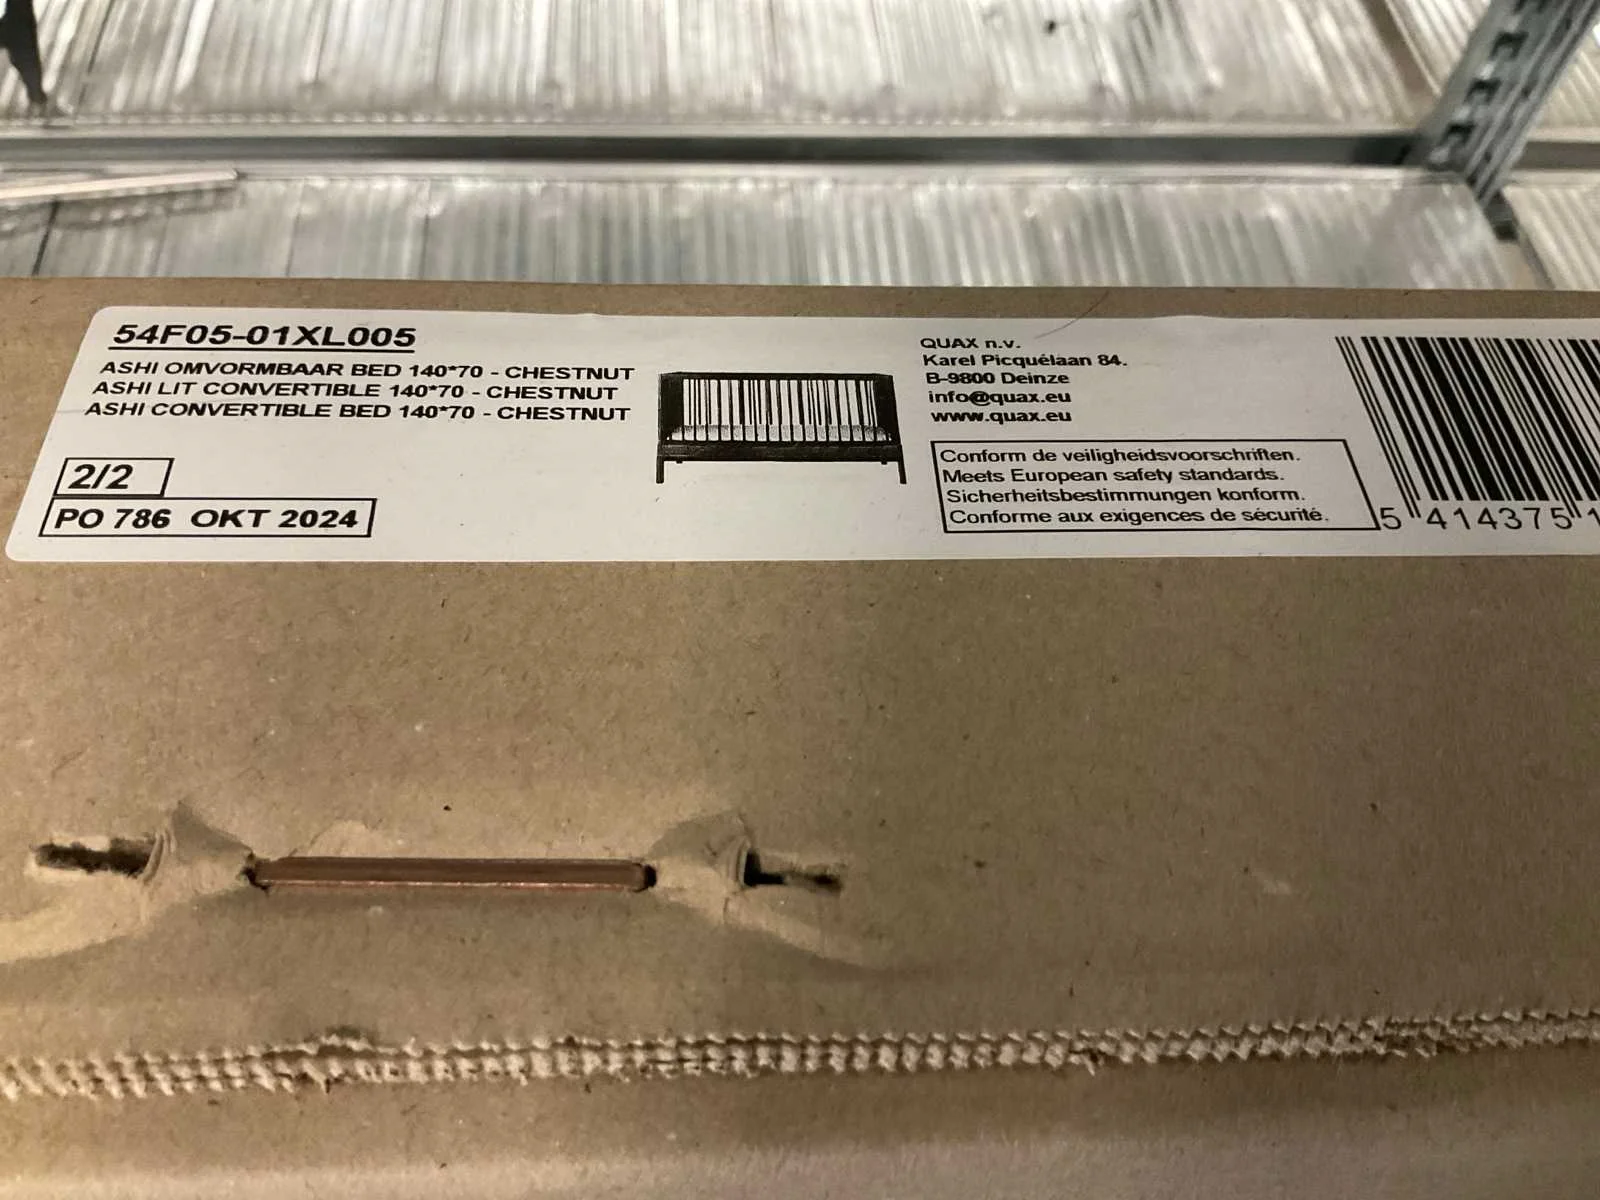 54F05-01XL005
ASHI OMVORMBAAR BED 140*70 - CHESTNUT
ASHI LIT CONVERTIBLE 140*70 - CHESTNUT
ASHI CONVERTIBLE BED 140*70 - CHESTNUT
2/2
PO 786 OKT 2024
QUAX n.v.
Karel Picquélaan 84.
B-9800 Deinze
info@quax.eu
www.quax.eu
Conform de veiligheidsvoorschriften.
Meets European safety standards.
Sicherheitsbestimmungen konform.
Conforme aux exigences de sécurité.
5 414375 1